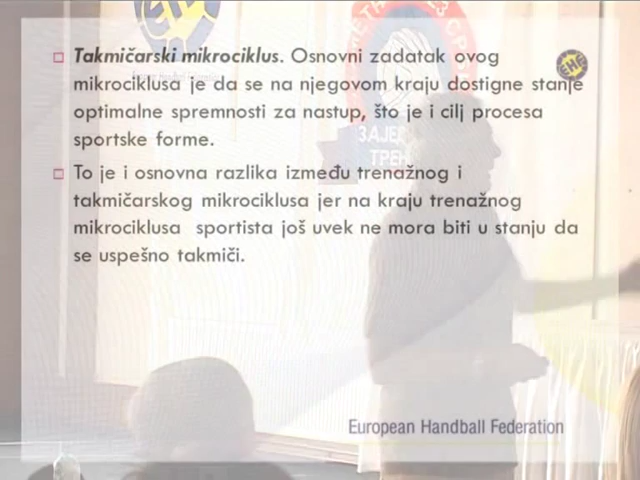 Takmičarski mikrociklus. Osnovni zadatak ovog
mikrociklusa je da se na njegovom kraju dostigne stanje
optimalne spremnosti za nastup, što je i cilj procesa
sportske forme.
To je i osnovna razlika između trenažnog i
takmičarskog mikrociklusa jer na kraju trenažnog
mikrociklusa sportista još uvek ne mora biti u stanju da
se uspešno takmiči.
European Handball Federation